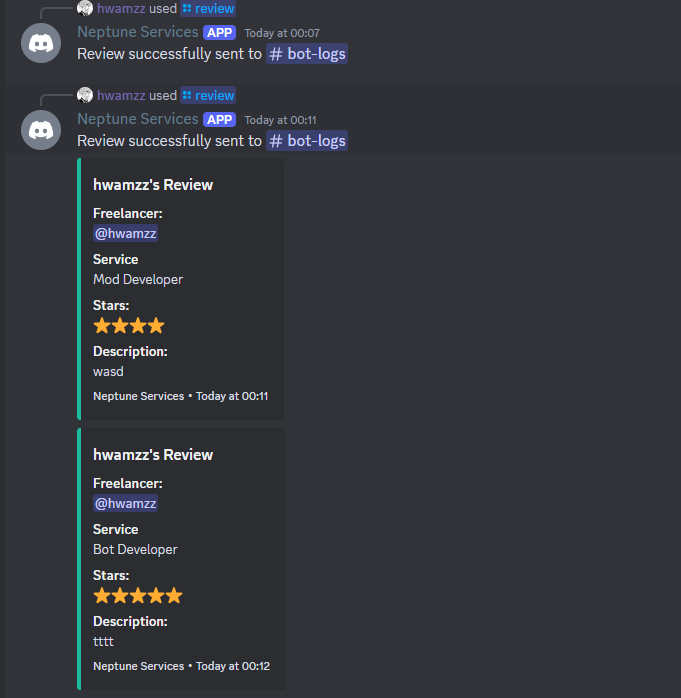 hwamzz used review
Neptune Services APP Today at 00:07
Review successfully sent to # bot-logs
hwamzz used review
Neptune Services APP Today at 00:11
Review successfully sent to # bot-logs
hwamzz's Review
Freelancer:
@hwamzz
Service
Mod Developer
Stars:
Description:
wasd
Neptune Services • Today at 00:11
hwamzz's Review
Freelancer:
@hwamzz
Service
Bot Developer
Stars:
Description:
tttt
Neptune Services • Today at 00:12